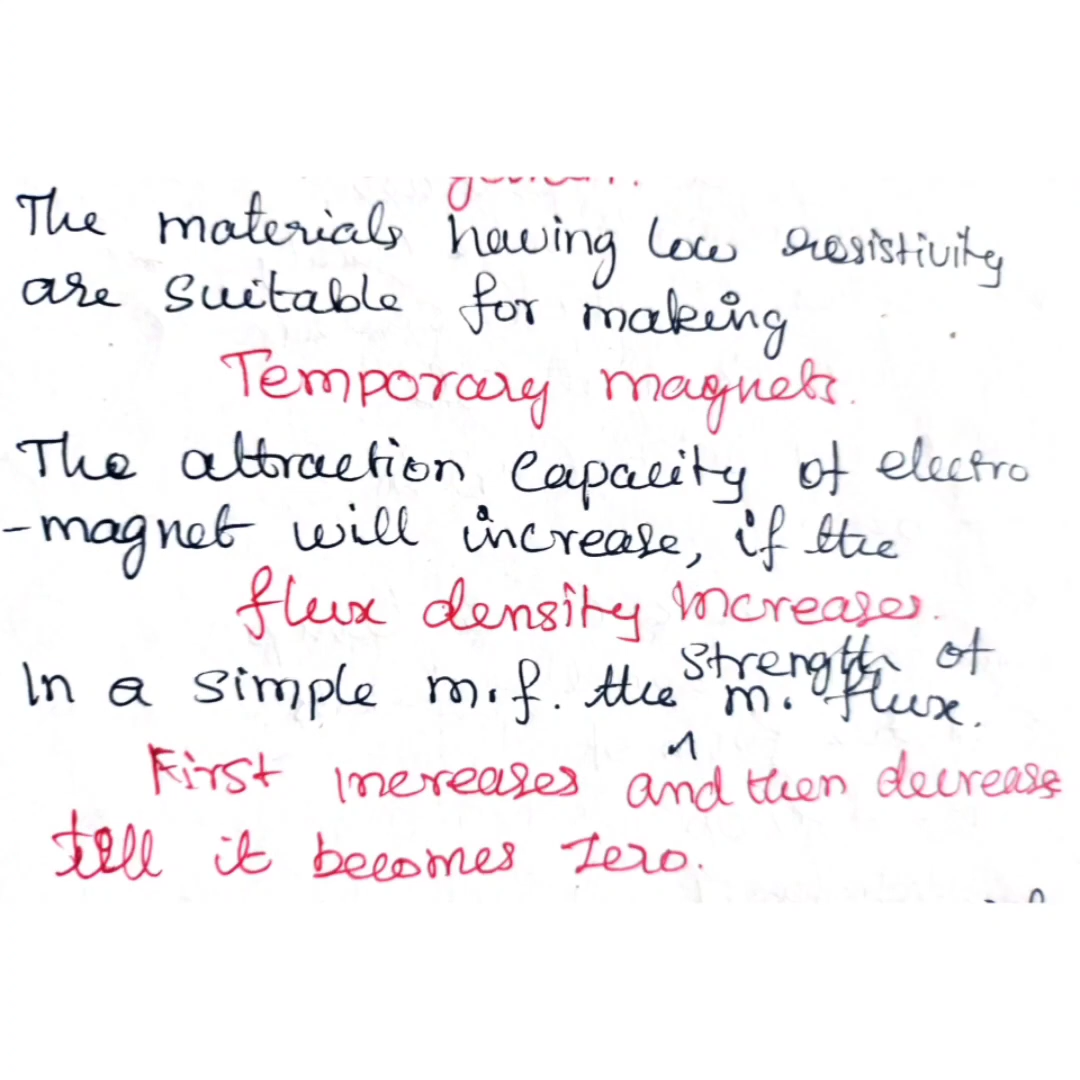 The materials having low resistivity
are suitable for making
Temporary magnets.
The attraction capacity of electro
-magnet will increase, if the
flux density increases.
In a simple m.f. the strength of m. flux.
First increases and then decrease
till it becomes zero.